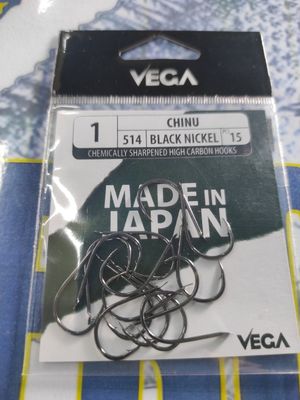 VEGA
1
CHINU
514 BLACK NICKEL 15
CHEMICALLY SHARPENED HIGH CARBON HOOKS
MADE IN
JAPAN
VEGA